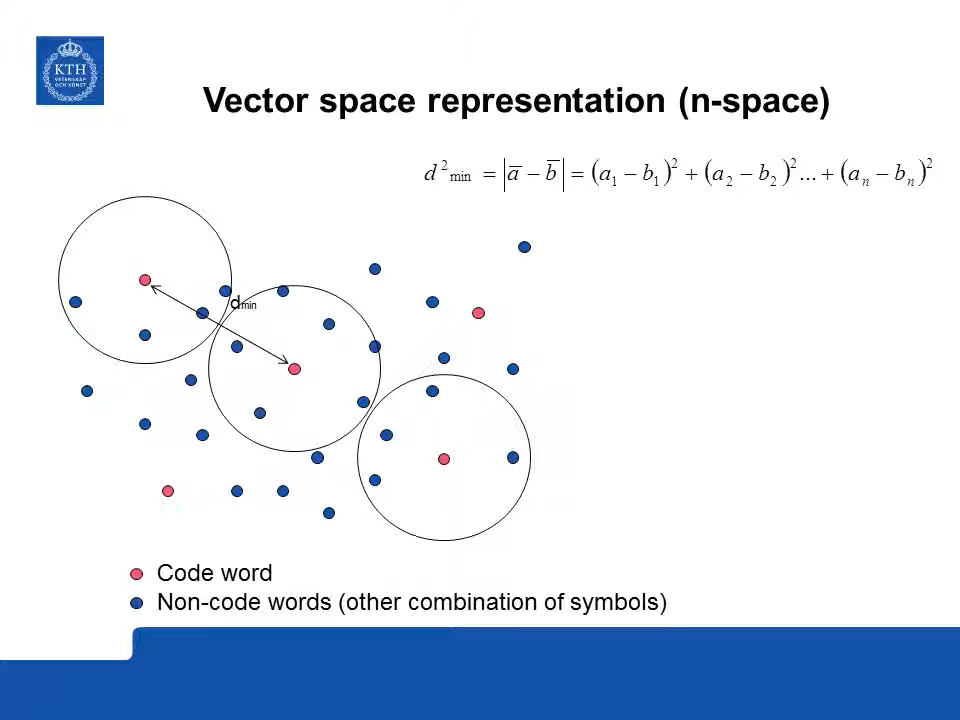 KTH
VETENSKAP
OCH KONST
Vector space representation (n-space)
d²min = |a̅ − b̅| = (a₁ − b₁)² + (a₂ − b₂)² ... + (aₙ − bₙ)²
dmin
Code word
Non-code words (other combination of symbols)